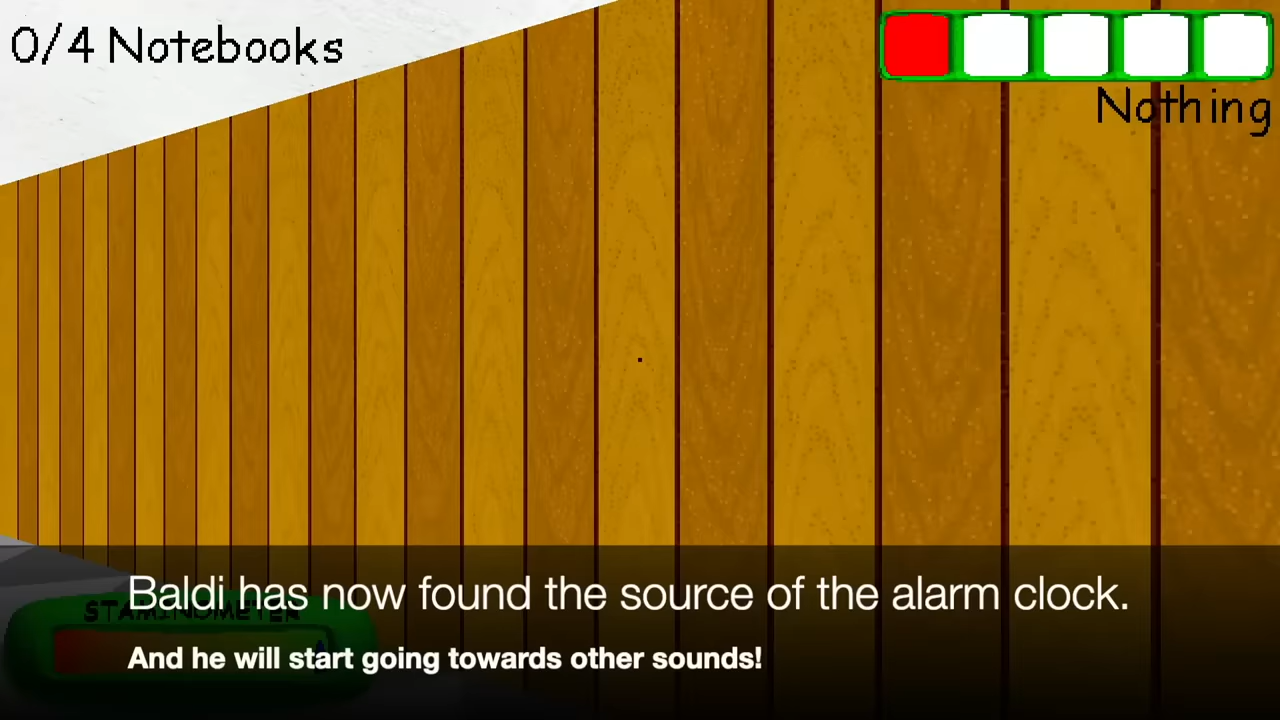 0/4 Notebooks
Nothing
Baldi has now found the source of the alarm clock.
STAMINOMETER
And he will start going towards other sounds!